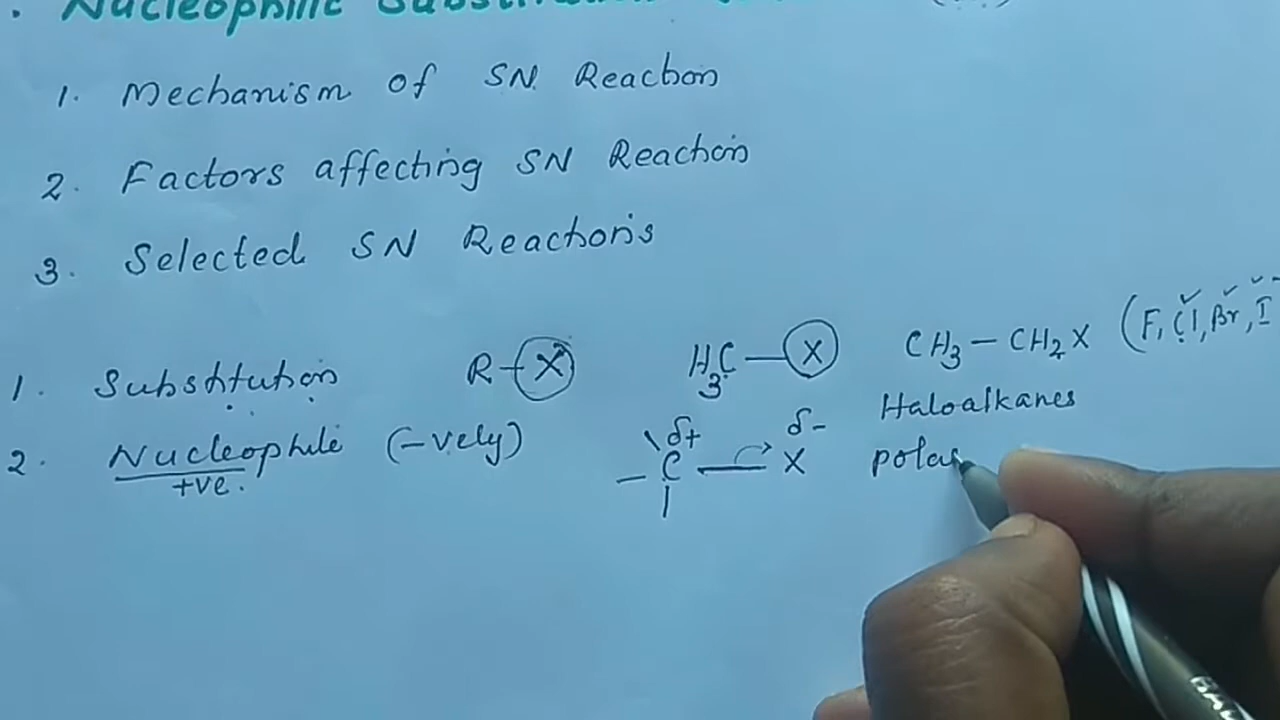 Nucleophilic
1. Mechanism of SN Reaction
2. Factors affecting SN Reaction
3. Selected SN Reactions
1. Substitution R-X H3C-X CH3-CH2X (F, Cl, Br, I
Haloalkanes
2. Nucleophile (-vely) δ+ δ- polar
+ve. -C-X